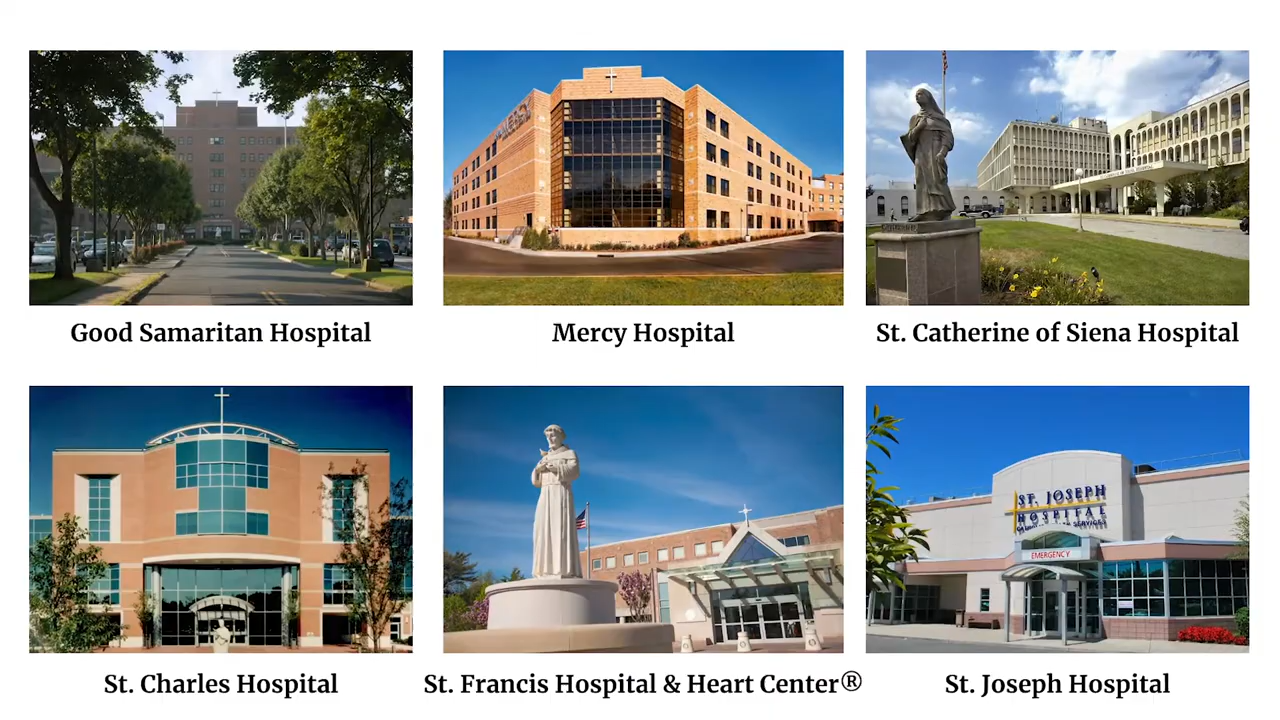 MERCY
Good Samaritan Hospital
Mercy Hospital
St. Catherine of Siena Hospital
ST. JOSEPH
HOSPITAL
EMERGENCY
St. Charles Hospital
St. Francis Hospital & Heart Center®
St. Joseph Hospital